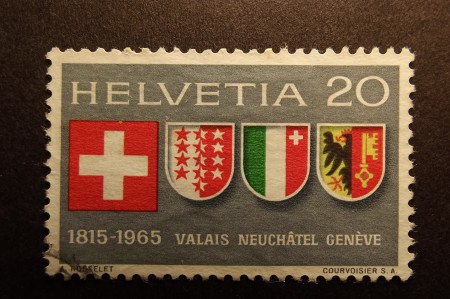 HELVETIA 20
1815-1965 VALAIS NEUCHÂTEL GENÈVE
COURVOISIER S.A.